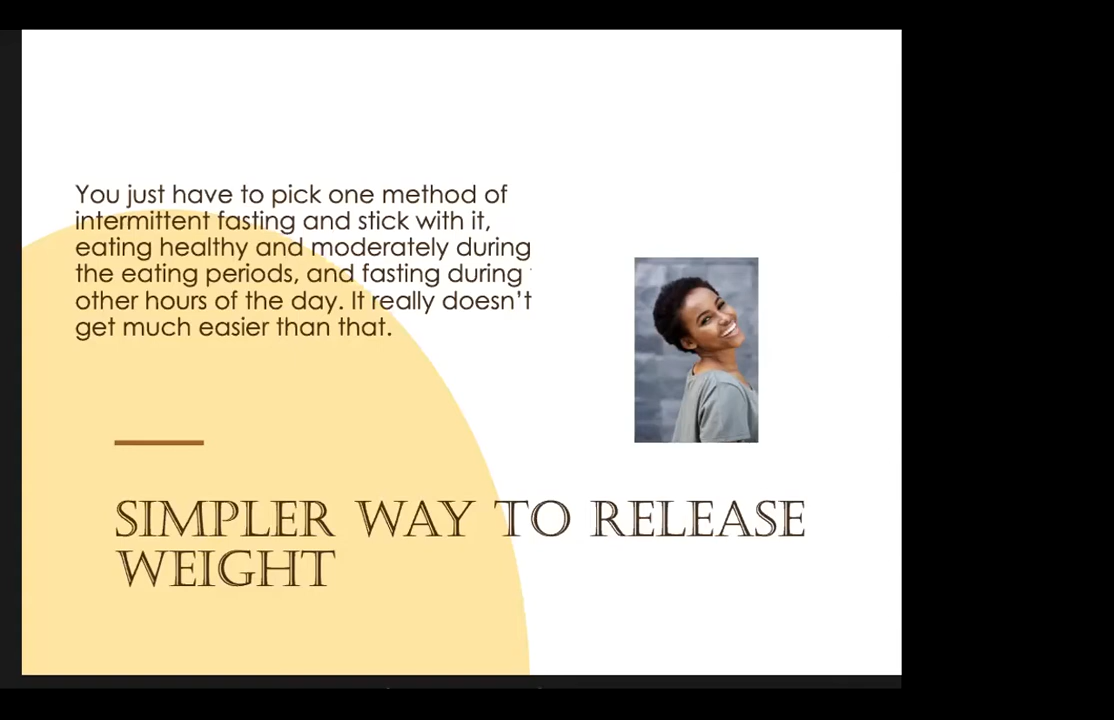 You just have to pick one method of
intermittent fasting and stick with it,
eating healthy and moderately during
the eating periods, and fasting during
other hours of the day. It really doesn’t
get much easier than that.
SIMPLER WAY TO RELEASE
WEIGHT